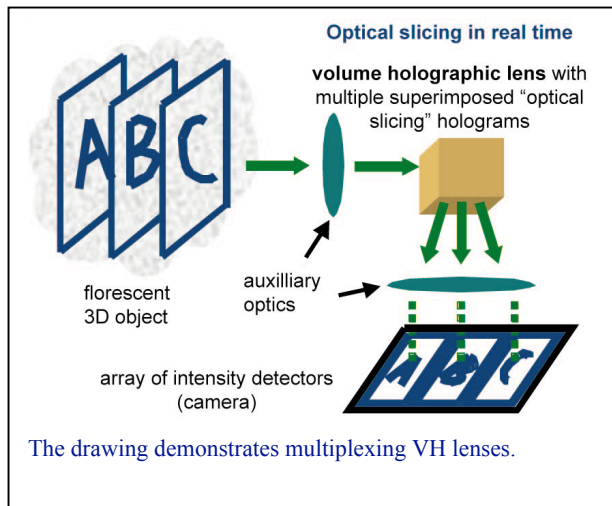 Optical slicing in real time
volume holographic lens with
multiple superimposed “optical
slicing” holograms
A B C
florescent
3D object
auxilliary
optics
A B C
array of intensity detectors
(camera)
The drawing demonstrates multiplexing VH lenses.